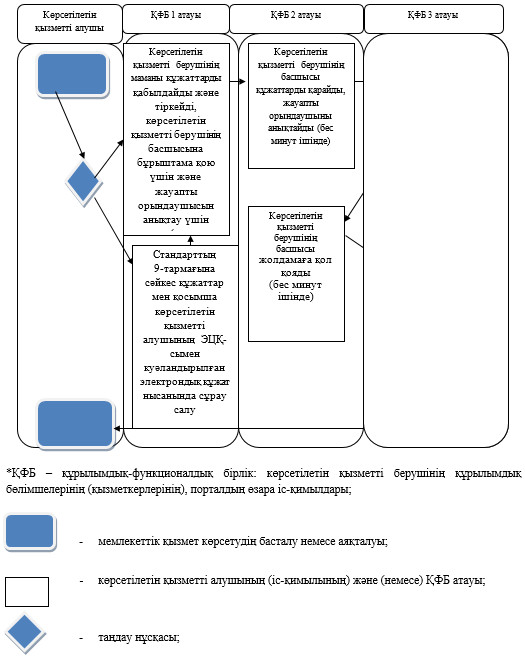 Көрсетілетін
қызметті алушы
ҚФБ 1 атауы
ҚФБ 2 атауы
ҚФБ 3 атауы
Көрсетілетін
қызметті берушінің
маманы құжаттарды
қабылдайды және
тіркейді,
көрсетілетін
қызметті берушінің
басшысына
бұрыштама қою
үшін және
жауапты
орындаушысын
анықтау үшін
Көрсетілетін
қызметті берушінің
басшысы
құжаттарды қарайды,
жауапты
орындаушыны
анықтайды (бес
минут ішінде)
Көрсетілетін
қызметті
берушінің
басшысы
жолдамаға қол
қояды
(бес минут
ішінде)
Стандарттың
9-тармағына
сәйкес құжаттар
мен қосымша
көрсетілетін
қызметті
алушының ЭЦҚ-
сымен
куәландырылған
электрондық құжат
нысанында сұрау
салу
*ҚФБ – құрылымдық-функционалдық бірлік: көрсетілетін қызметті берушінің құрылымдық
бөлімшелерінің (қызметкерлерінің), порталдың өзара іс-қимылдары;
- мемлекеттік қызмет көрсетудің басталу немесе аяқталуы;
- көрсетілетін қызметті алушының (іс-қимылының) және (немесе) ҚФБ атауы;
- таңдау нұсқасы;